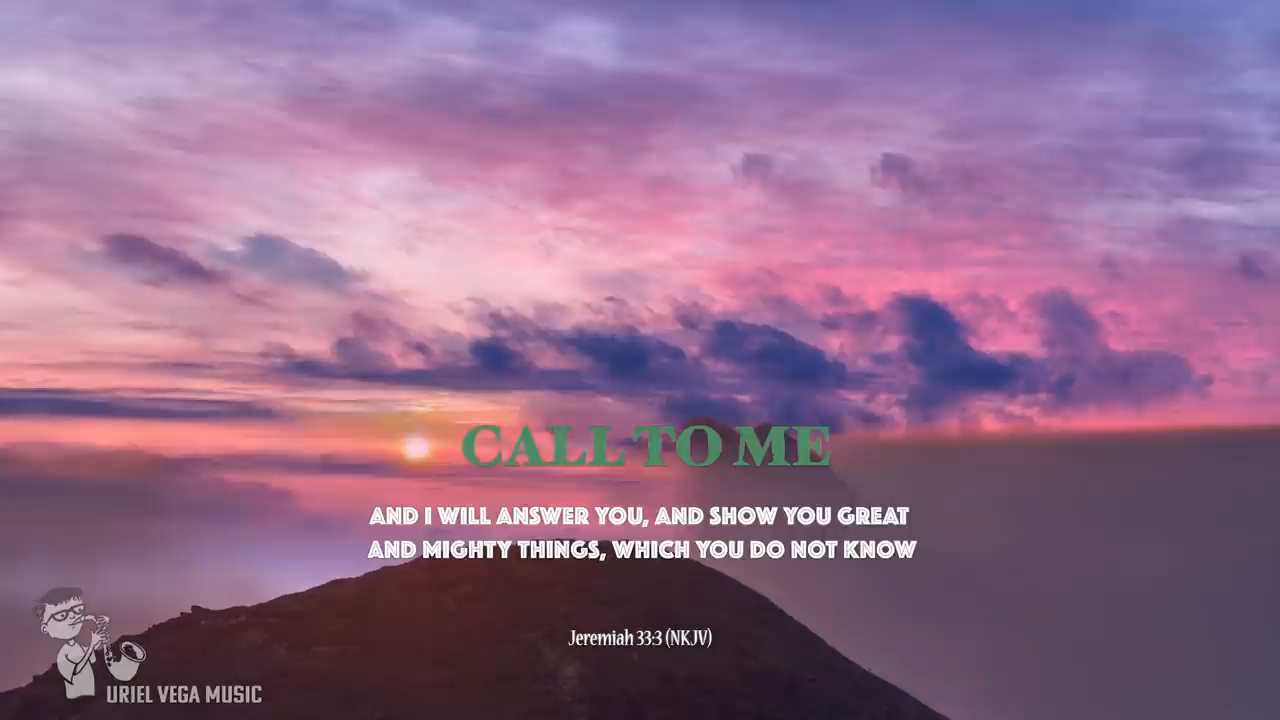 CALL TO ME
AND I WILL ANSWER YOU, AND SHOW YOU GREAT
AND MIGHTY THINGS, WHICH YOU DO NOT KNOW
Jeremiah 33:3 (NKJV)
URIEL VEGA MUSIC